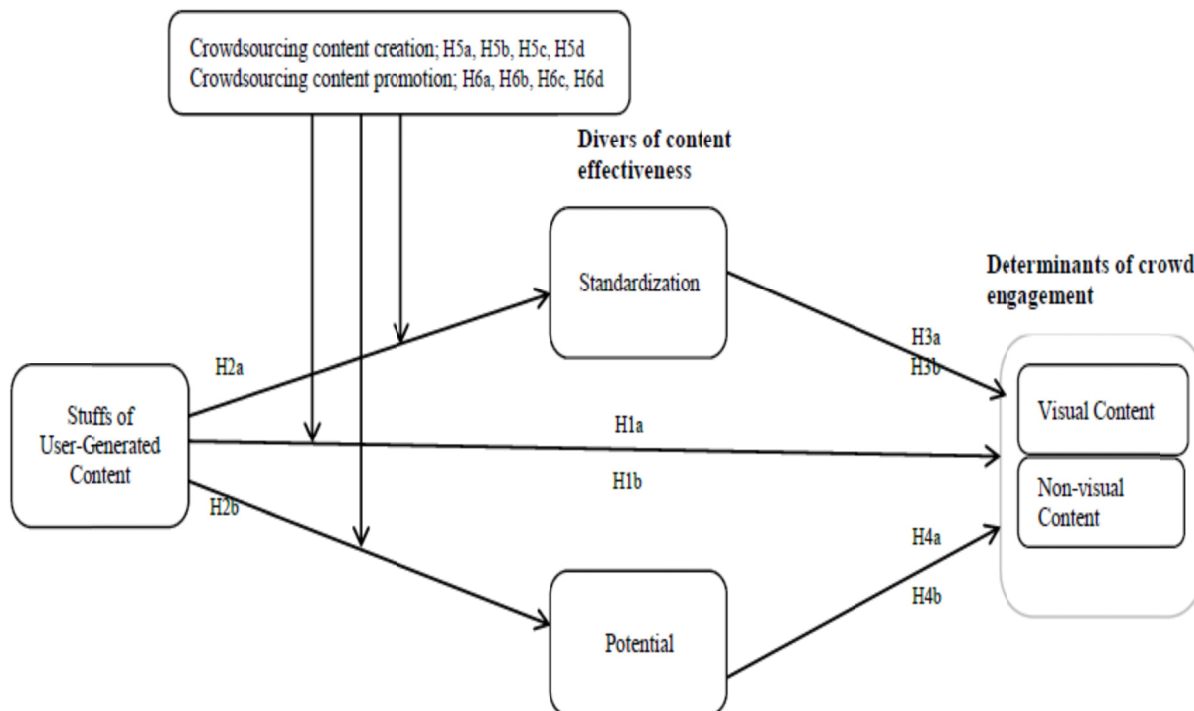 Crowdsourcing content creation; H5a, H5b, H5c, H5d
Crowdsourcing content promotion; H6a, H6b, H6c, H6d
Divers of content
effectiveness
Standardization
Determinants of crowd
engagement
H2a
H3a
H3b
Stuffs of
User-Generated
Content
H1a
H1b
Visual Content
Non-visual
Content
H2b
H4a
H4b
Potential